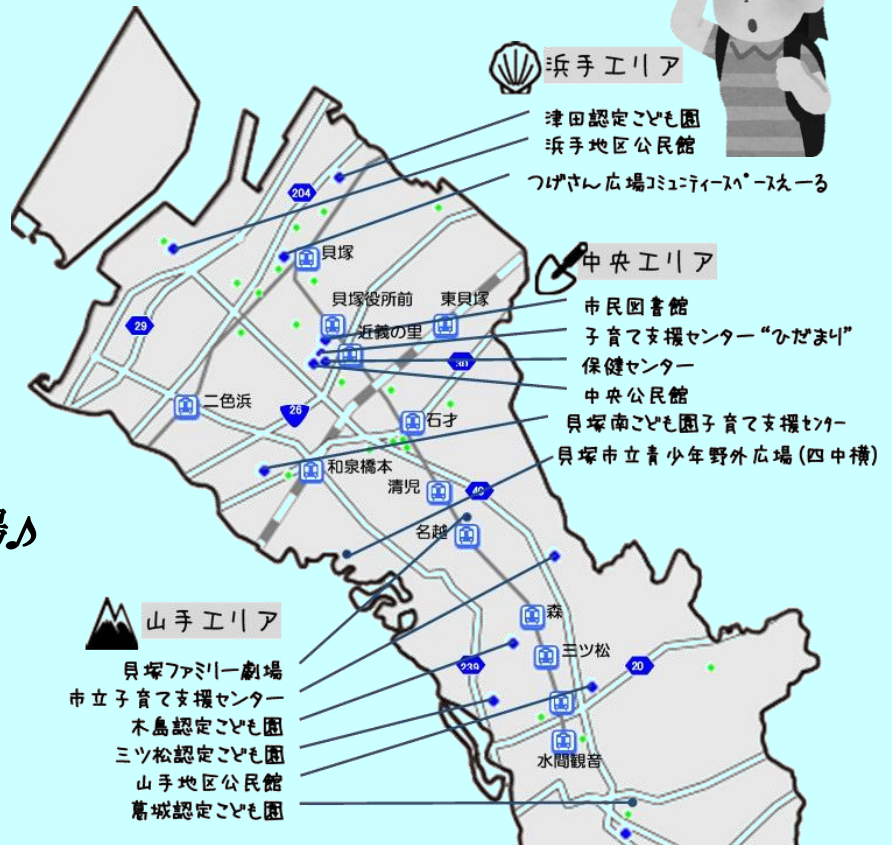 浜手エリア
津田認定こども園
浜手地区公民館
つげさん広場コミュニティースペースえーる
204
貝塚
中央エリア
貝塚役所前
東貝塚
市民図書館
29
近義の里
子育て支援センター“ひだまり”
30
保健センター
中央公民館
二色浜
26
石才
貝塚南こども園子育て支援センター
貝塚市立青少年野外広場(四中横)
和泉橋本
清児
40
場♪
名越
山手エリア
森
三ツ松
貝塚ファミリー劇場
239
20
市立子育て支援センター
木島認定こども園
三ツ松認定こども園
水間観音
山手地区公民館
葛城認定こども園